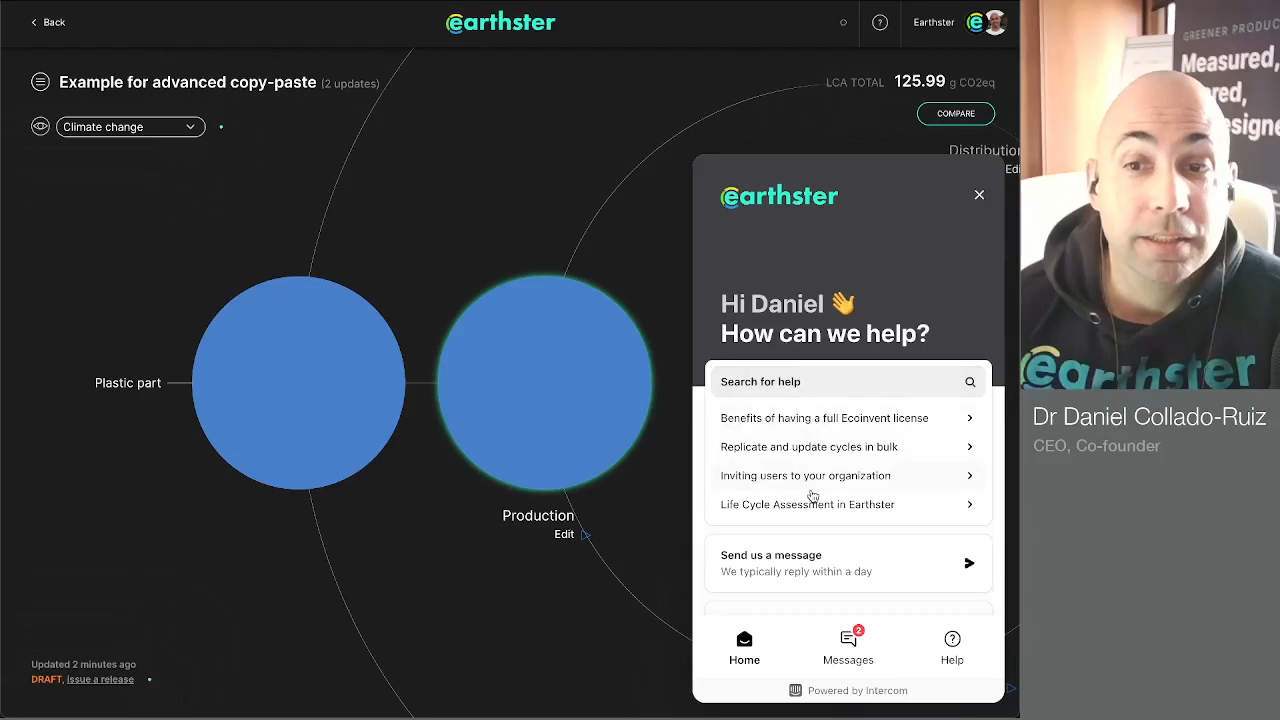 Back
earthster
Earthster
Example for advanced copy-paste (2 updates)
LCA TOTAL 125.99 g CO2eq
Climate change
COMPARE
Distribution
Edi
Plastic part
Production
Edit
Updated 2 minutes ago
DRAFT, issue a release
earthster
Hi Daniel 👋
How can we help?
Search for help
Benefits of having a full Ecoinvent license
Replicate and update cycles in bulk
Inviting users to your organization
Life Cycle Assessment in Earthster
Send us a message
We typically reply within a day
2
Home
Messages
Help
Powered by Intercom
GREENER PRODUC
Measured,
earthster
Dr Daniel Collado-Ruiz
CEO, Co-founder